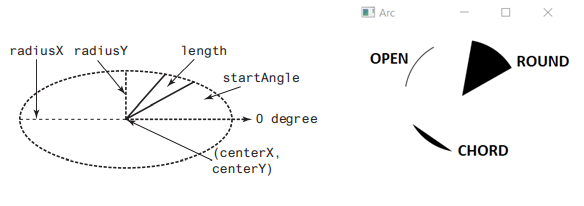 radiusX radiusY
length
startAngle
0 degree
(centerX,
centerY)
Arc
OPEN
ROUND
CHORD